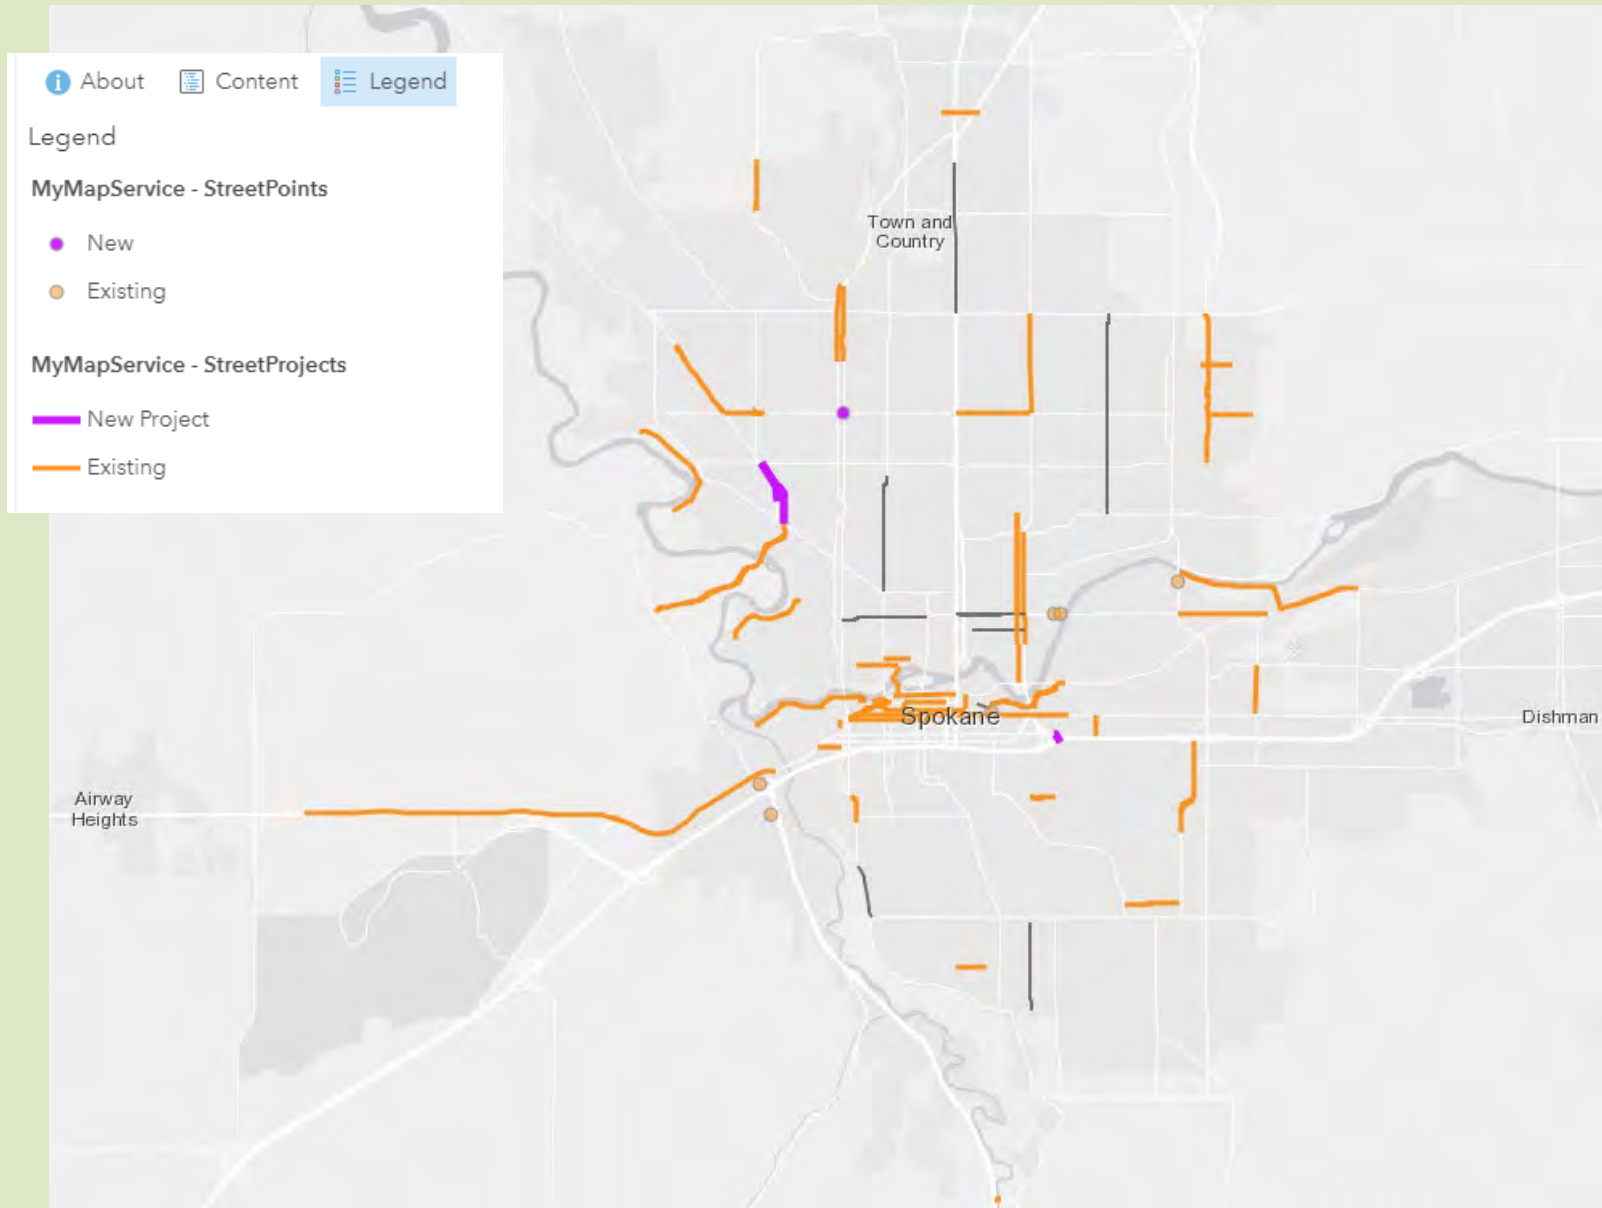 About Content Legend
Legend
MyMapService - StreetPoints
New
Existing
MyMapService - StreetProjects
New Project
Existing
Town and
Country
Spokane
Dishman
Airway
Heights